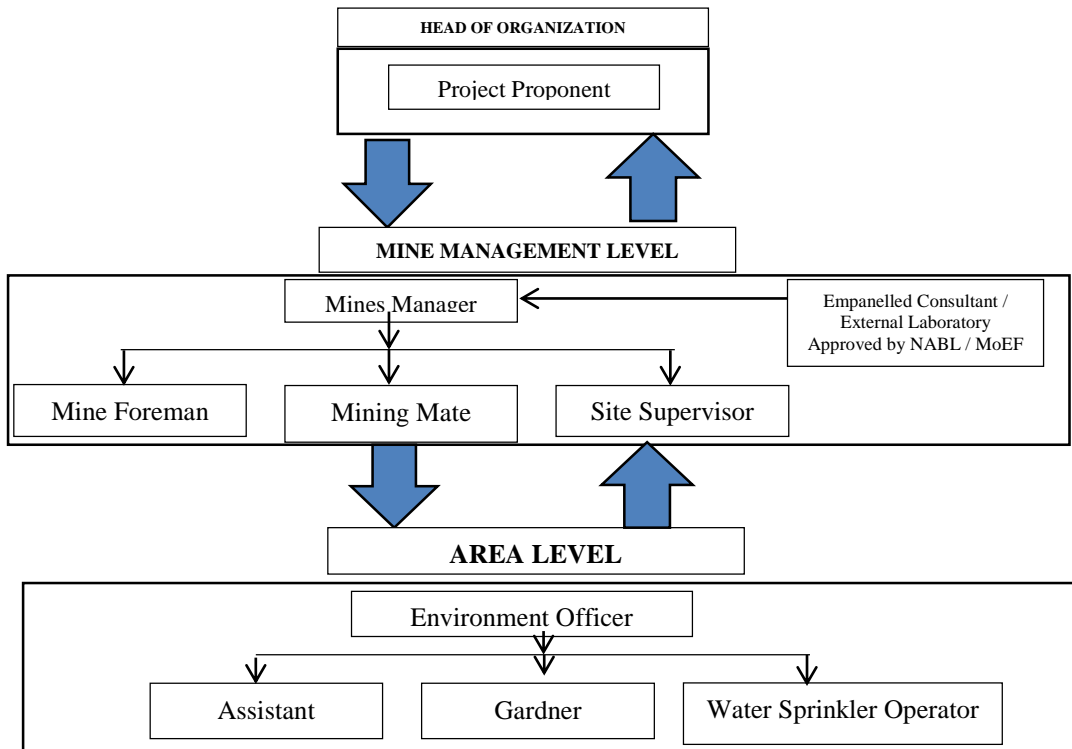 HEAD OF ORGANIZATION
Project Proponent
MINE MANAGEMENT LEVEL
Mines Manager
Empanelled Consultant /
External Laboratory
Approved by NABL / MoEF
Mine Foreman
Mining Mate
Site Supervisor
AREA LEVEL
Environment Officer
Assistant
Gardner
Water Sprinkler Operator